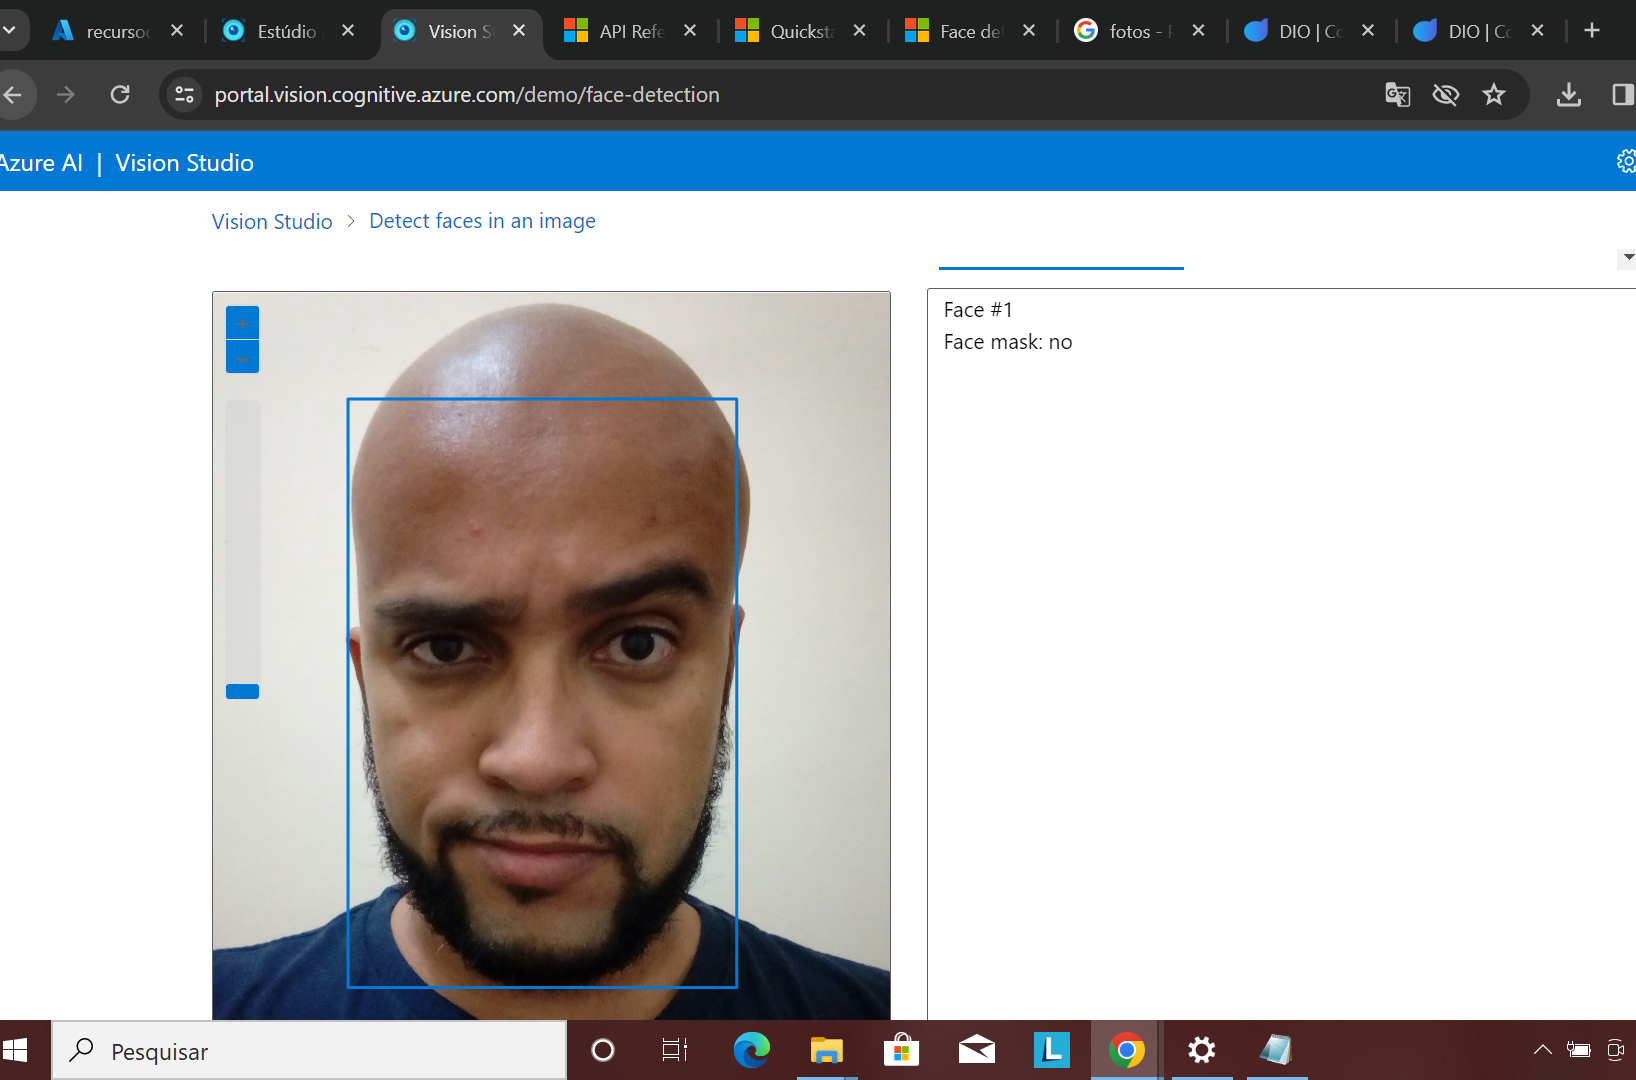 recurso
Estúdio
Vision S
API Refe
Quickst
Face de
fotos -
DIO | C
DIO | C
portal.vision.cognitive.azure.com/demo/face-detection
Azure AI | Vision Studio
Vision Studio > Detect faces in an image
Face #1
Face mask: no
Pesquisar